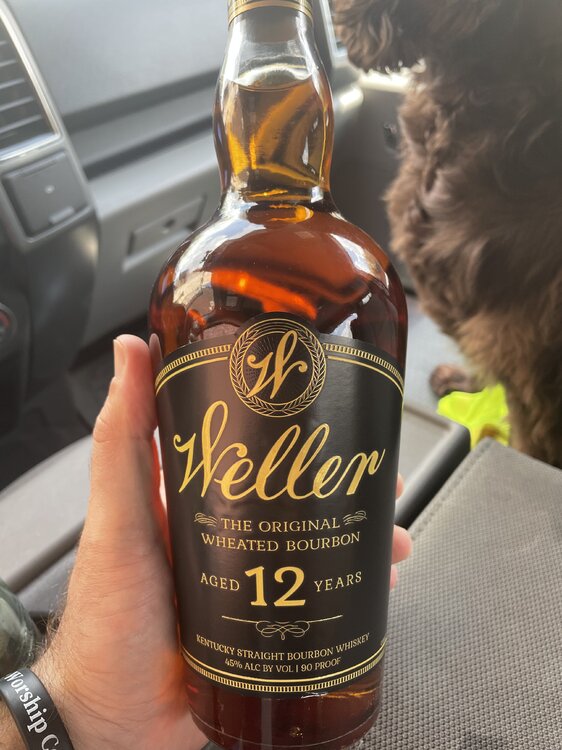 W
Weller
THE ORIGINAL
WHEATED BOURBON
AGED 12 YEARS
KENTUCKY STRAIGHT BOURBON WHISKEY
45% ALC BY VOL | 90 PROOF
Worship C